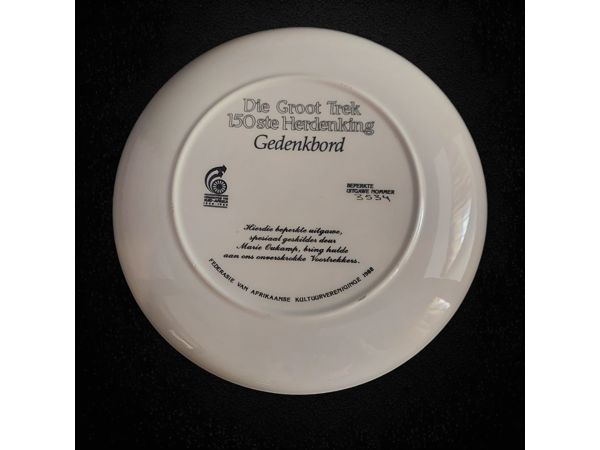 Die Groot Trek
150ste Herdenking
Gedenkbord
BEPERKTE
UITGAWE NOMMER
3534
Hierdie beperkte uitgawe,
spesiaal geskilder deur
Marie Oukamp, bring hulde
aan ons onverskrokke Voortrekkers.
FEDERASIE VAN AFRIKAANSE KULTUURVERENIGINGE 1988